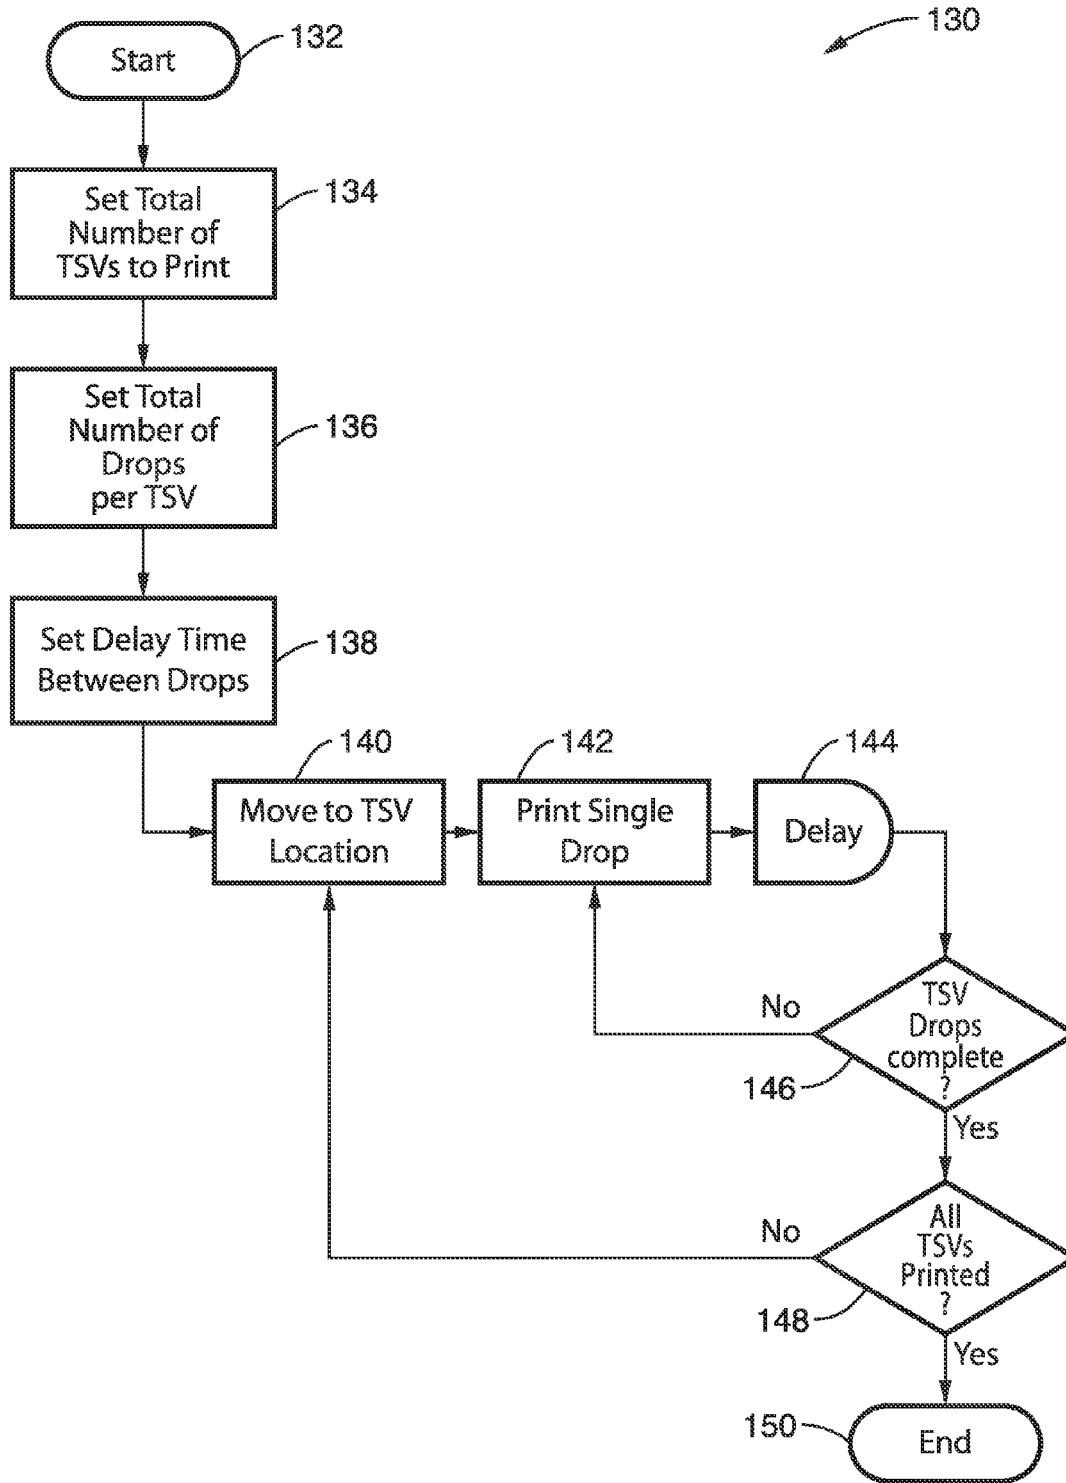 130
Start
132
Set Total
Number of
TSVs to Print
134
Set Total
Number of
Drops
per TSV
136
Set Delay Time
Between Drops
138
140
Move to TSV
Location
142
Print Single
Drop
144
Delay
No
TSV
Drops
complete
?
146
Yes
No
All
TSVs
Printed
?
148
Yes
150
End